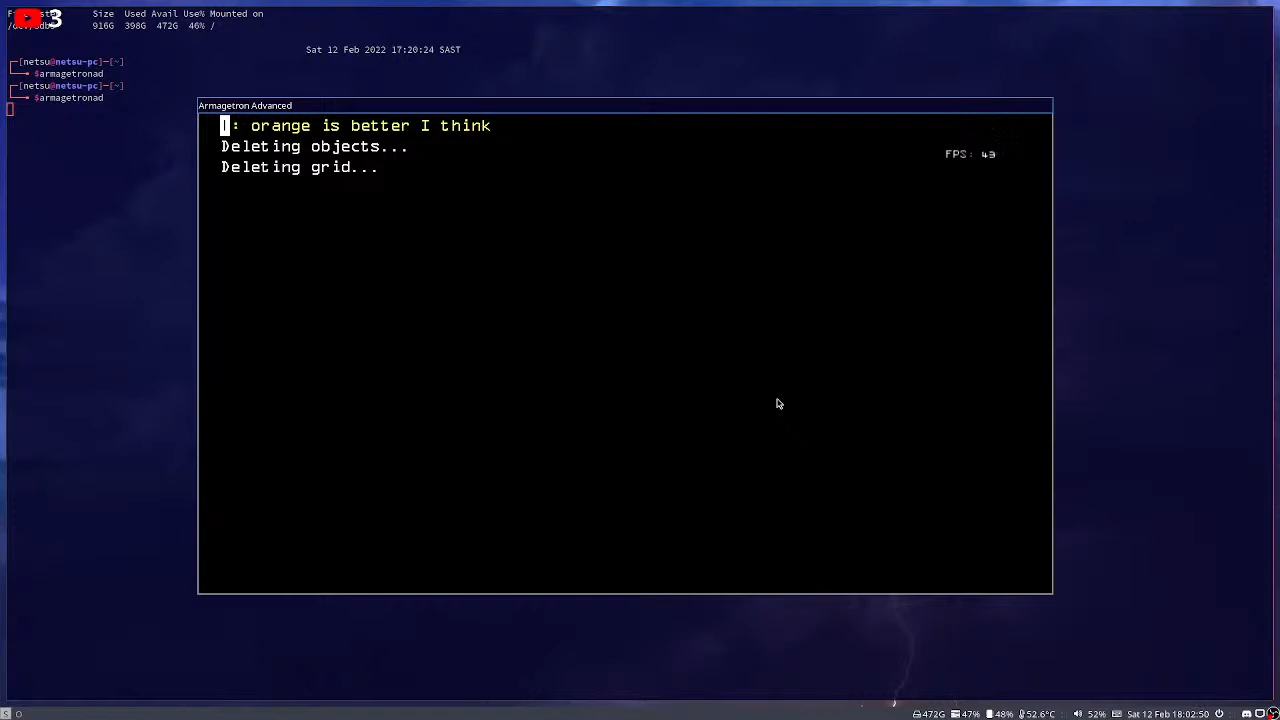 Size Used Avail Use% Mounted on
916G 398G 472G 46% /
3
Sat 12 Feb 2022 17:20:24 SAST
[netsu@netsu-pc]-[~]
$armagetronad
[netsu@netsu-pc]-[~]
$armagetronad
Armagetron Advanced
: orange is better I think
Deleting objects...
Deleting grid...
FPS: 43
S
472G 47% 48% 52.6°C 52% Sat 12 Feb 18:02:50